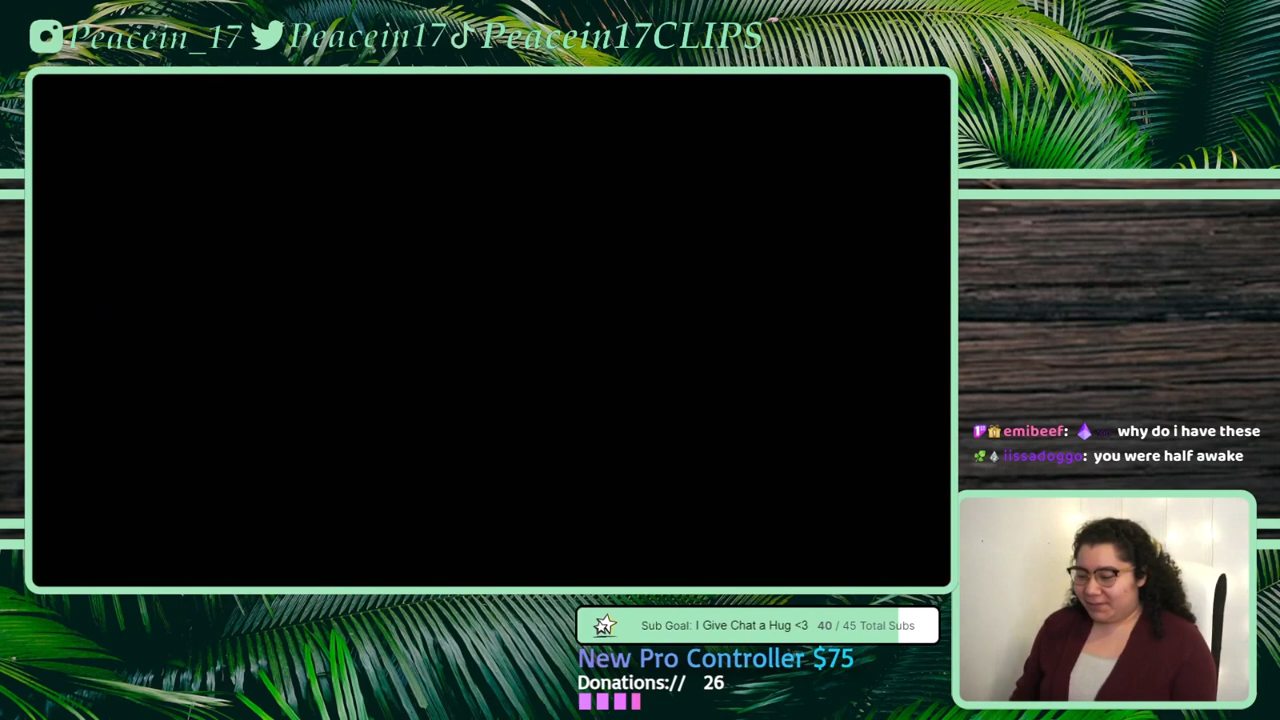 Peacein_17 Peacein17 Peacein17CLIPS
emibeef: why do i have these
iissadoggo: you were half awake
Sub Goal: I Give Chat a Hug <3 40 / 45 Total Subs
New Pro Controller $75
Donations:// 26